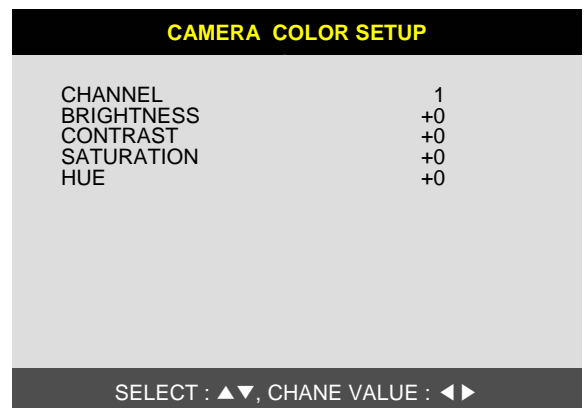 CAMERA COLOR SETUP
CHANNEL 1
BRIGHTNESS +0
CONTRAST +0
SATURATION +0
HUE +0
SELECT : ▲▼, CHANE VALUE : ◀ ▶